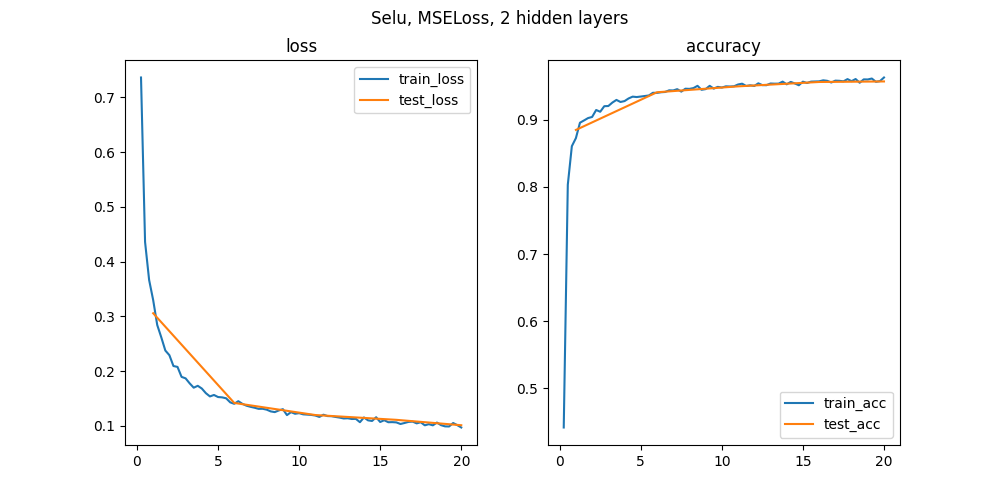 Selu, MSELoss, 2 hidden layers
loss
train_loss
test_loss
0.7
0.6
0.5
0.4
0.3
0.2
0.1
0 5 10 15 20
accuracy
0.9
0.8
0.7
0.6
0.5
train_acc
test_acc
0 5 10 15 20